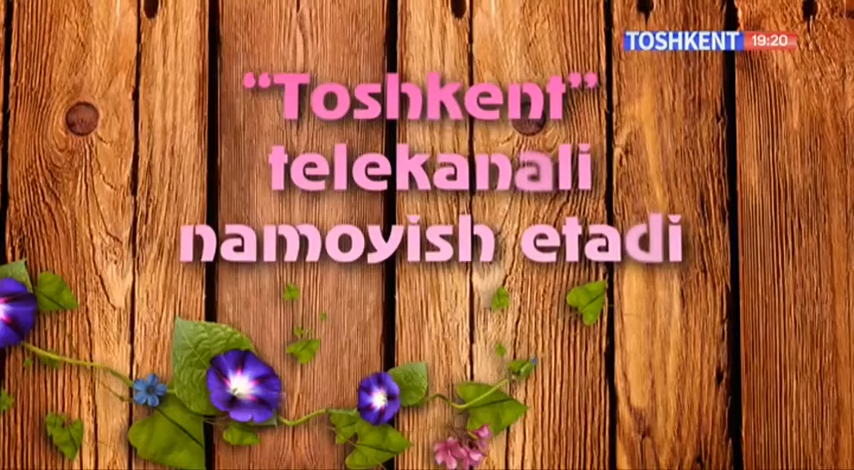 TOSHKENT 19:20
“Toshkent”
telekanali
namoyish etadi